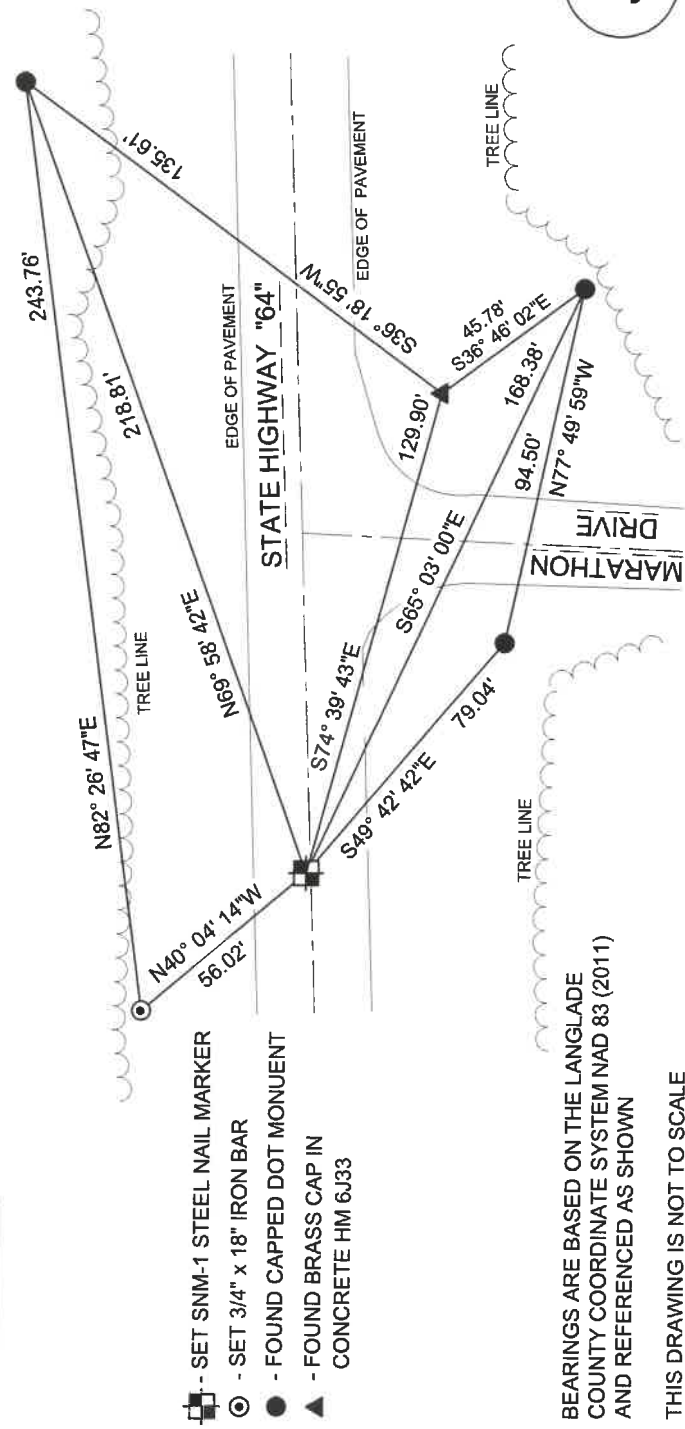 243.76'
N82° 26' 47"E
218.81'
N69° 58' 42"E
135.61'
S36° 18' 55"W
TREE LINE
EDGE OF PAVEMENT
STATE HIGHWAY "64"
EDGE OF PAVEMENT
TREE LINE
N40° 04' 14"W
56.02'
S74° 39' 43"E
129.90'
45.78'
S36° 46' 02"E
S65° 03' 00"E
168.38'
94.50'
N77° 49' 59"W
S49° 42' 42"E
79.04'
MARATHON
DRIVE
TREE LINE
- SET SNM-1 STEEL NAIL MARKER
- SET 3/4" x 18" IRON BAR
- FOUND CAPPED DOT MONUENT
- FOUND BRASS CAP IN
CONCRETE HM 6J33
BEARINGS ARE BASED ON THE LANGLADE
COUNTY COORDINATE SYSTEM NAD 83 (2011)
AND REFERENCED AS SHOWN
THIS DRAWING IS NOT TO SCALE